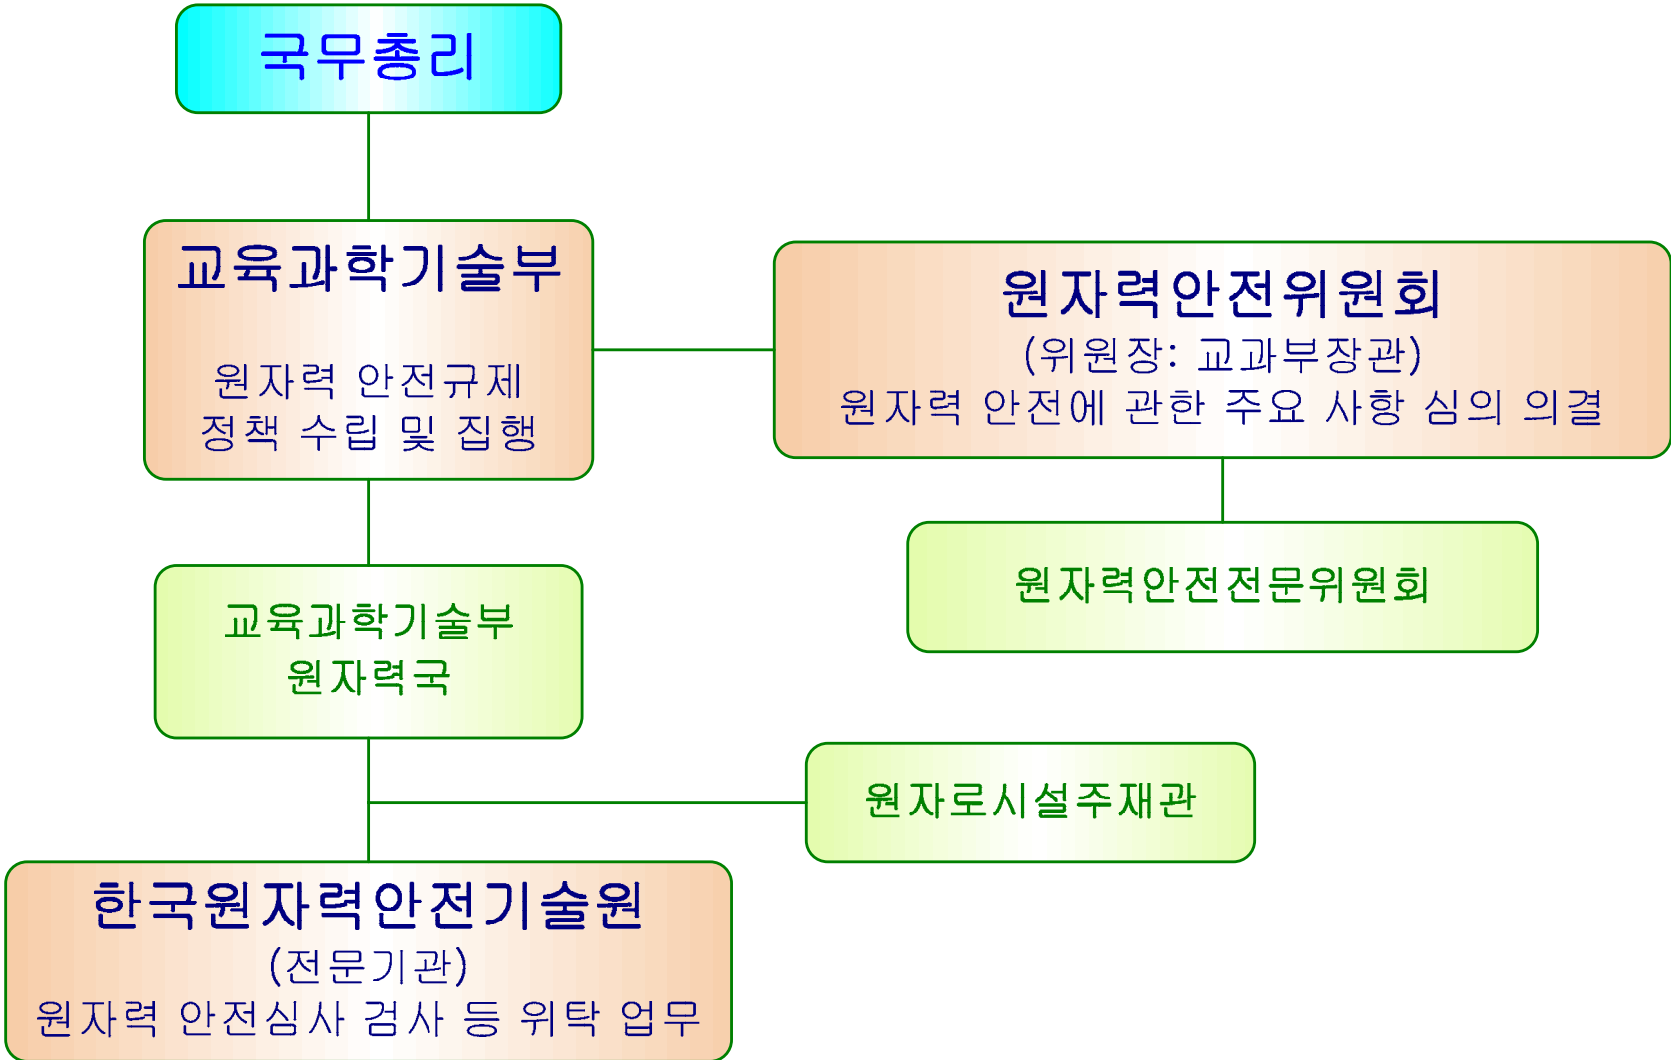 국무총리
교육과학기술부
원자력 안전규제
정책 수립 및 집행
원자력안전위원회
(위원장: 교과부장관)
원자력 안전에 관한 주요 사항 심의 의결
원자력안전전문위원회
교육과학기술부
원자력국
원자로시설주재관
한국원자력안전기술원
(전문기관)
원자력 안전심사 검사 등 위탁 업무